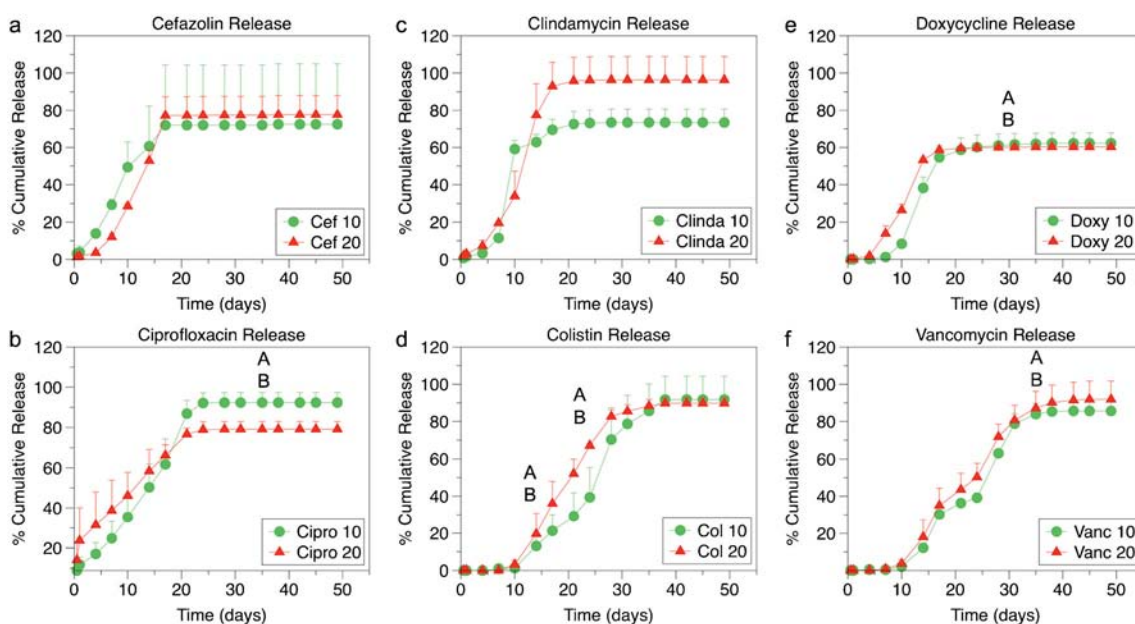 a
Cefazolin Release
120
100
80
60
40
20
0
% Cumulative Release
Cef 10
Cef 20
0 10 20 30 40 50
Time (days)
c
Clindamycin Release
120
100
80
60
40
20
0
% Cumulative Release
Clinda 10
Clinda 20
0 10 20 30 40 50
Time (days)
e
Doxycycline Release
120
100
80
60
40
20
0
% Cumulative Release
A
B
Doxy 10
Doxy 20
0 10 20 30 40 50
Time (days)
b
Ciprofloxacin Release
120
100
80
60
40
20
% Cumulative Release
A
B
Cipro 10
Cipro 20
0 10 20 30 40 50
Time (days)
d
Colistin Release
120
100
80
60
40
20
0
% Cumulative Release
A
B
A
B
Col 10
Col 20
0 10 20 30 40 50
Time (days)
f
Vancomycin Release
120
100
80
60
40
20
0
% Cumulative Release
A
B
Vanc 10
Vanc 20
0 10 20 30 40 50
Time (days)